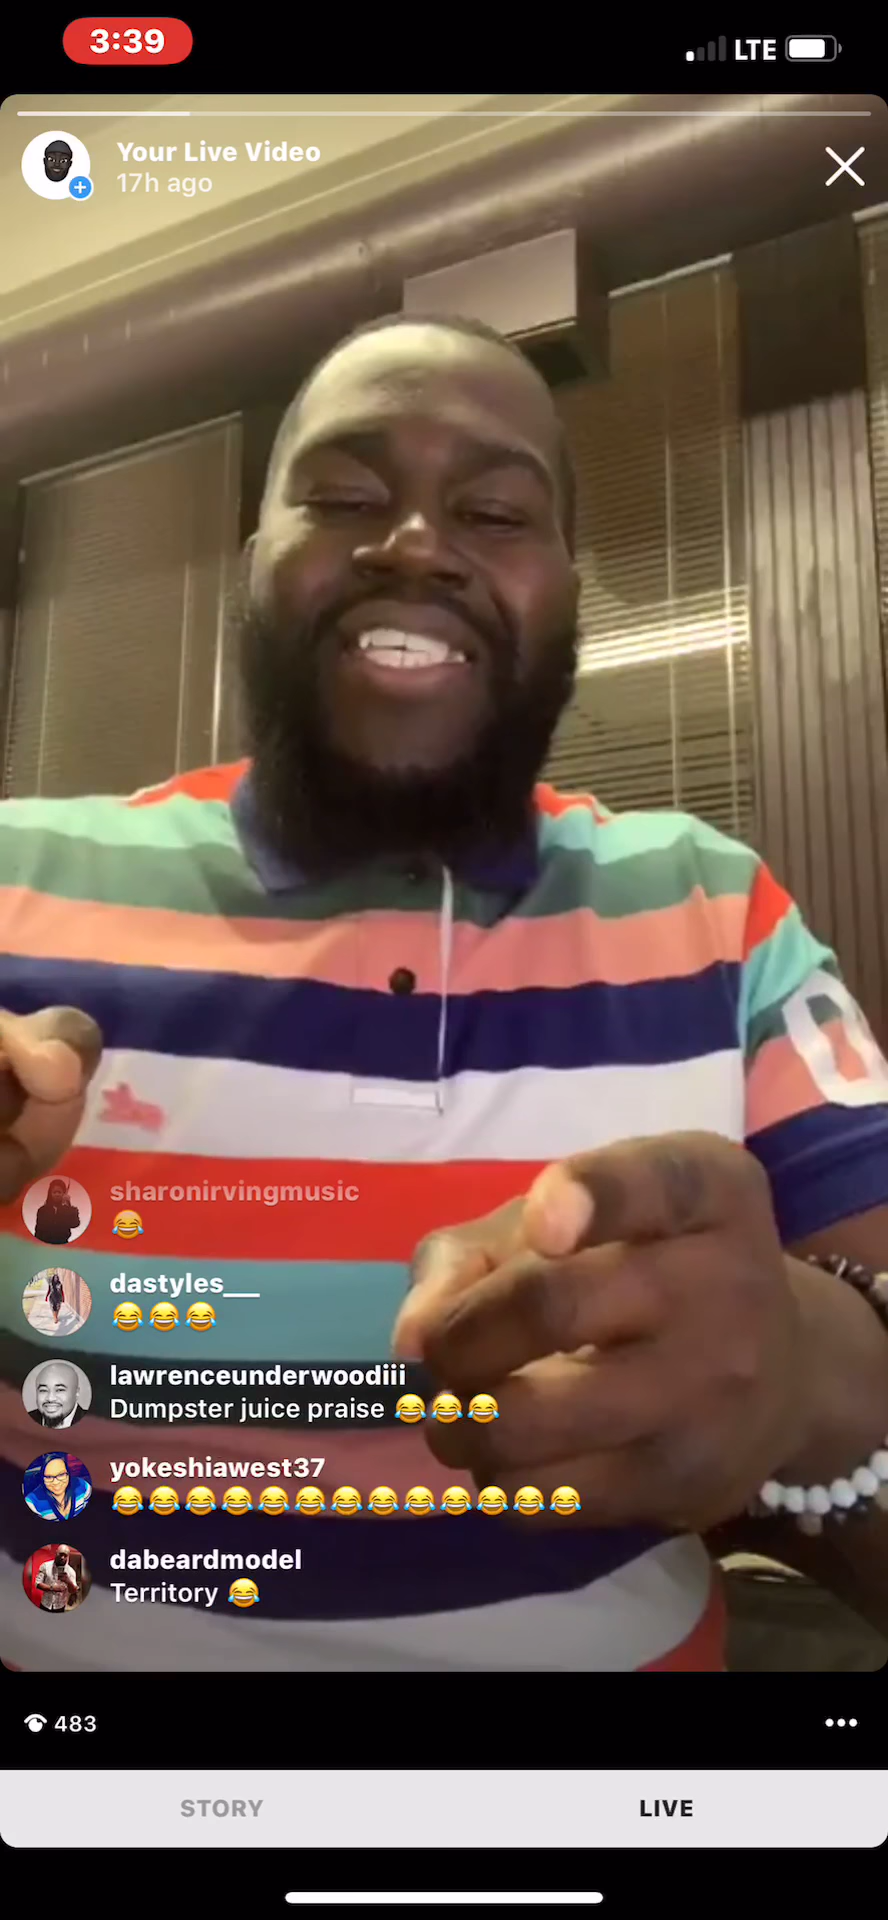 3:39
LTE
Your Live Video
17h ago
0
sharonirvingmusic
😂
dastyles__
😂😂😂
lawrenceunderwoodiii
Dumpster juice praise 😂😂😂
yokeshiawest37
😂😂😂😂😂😂😂😂😂😂😂😂😂
dabeardmodel
Territory 😂
483
STORY
LIVE